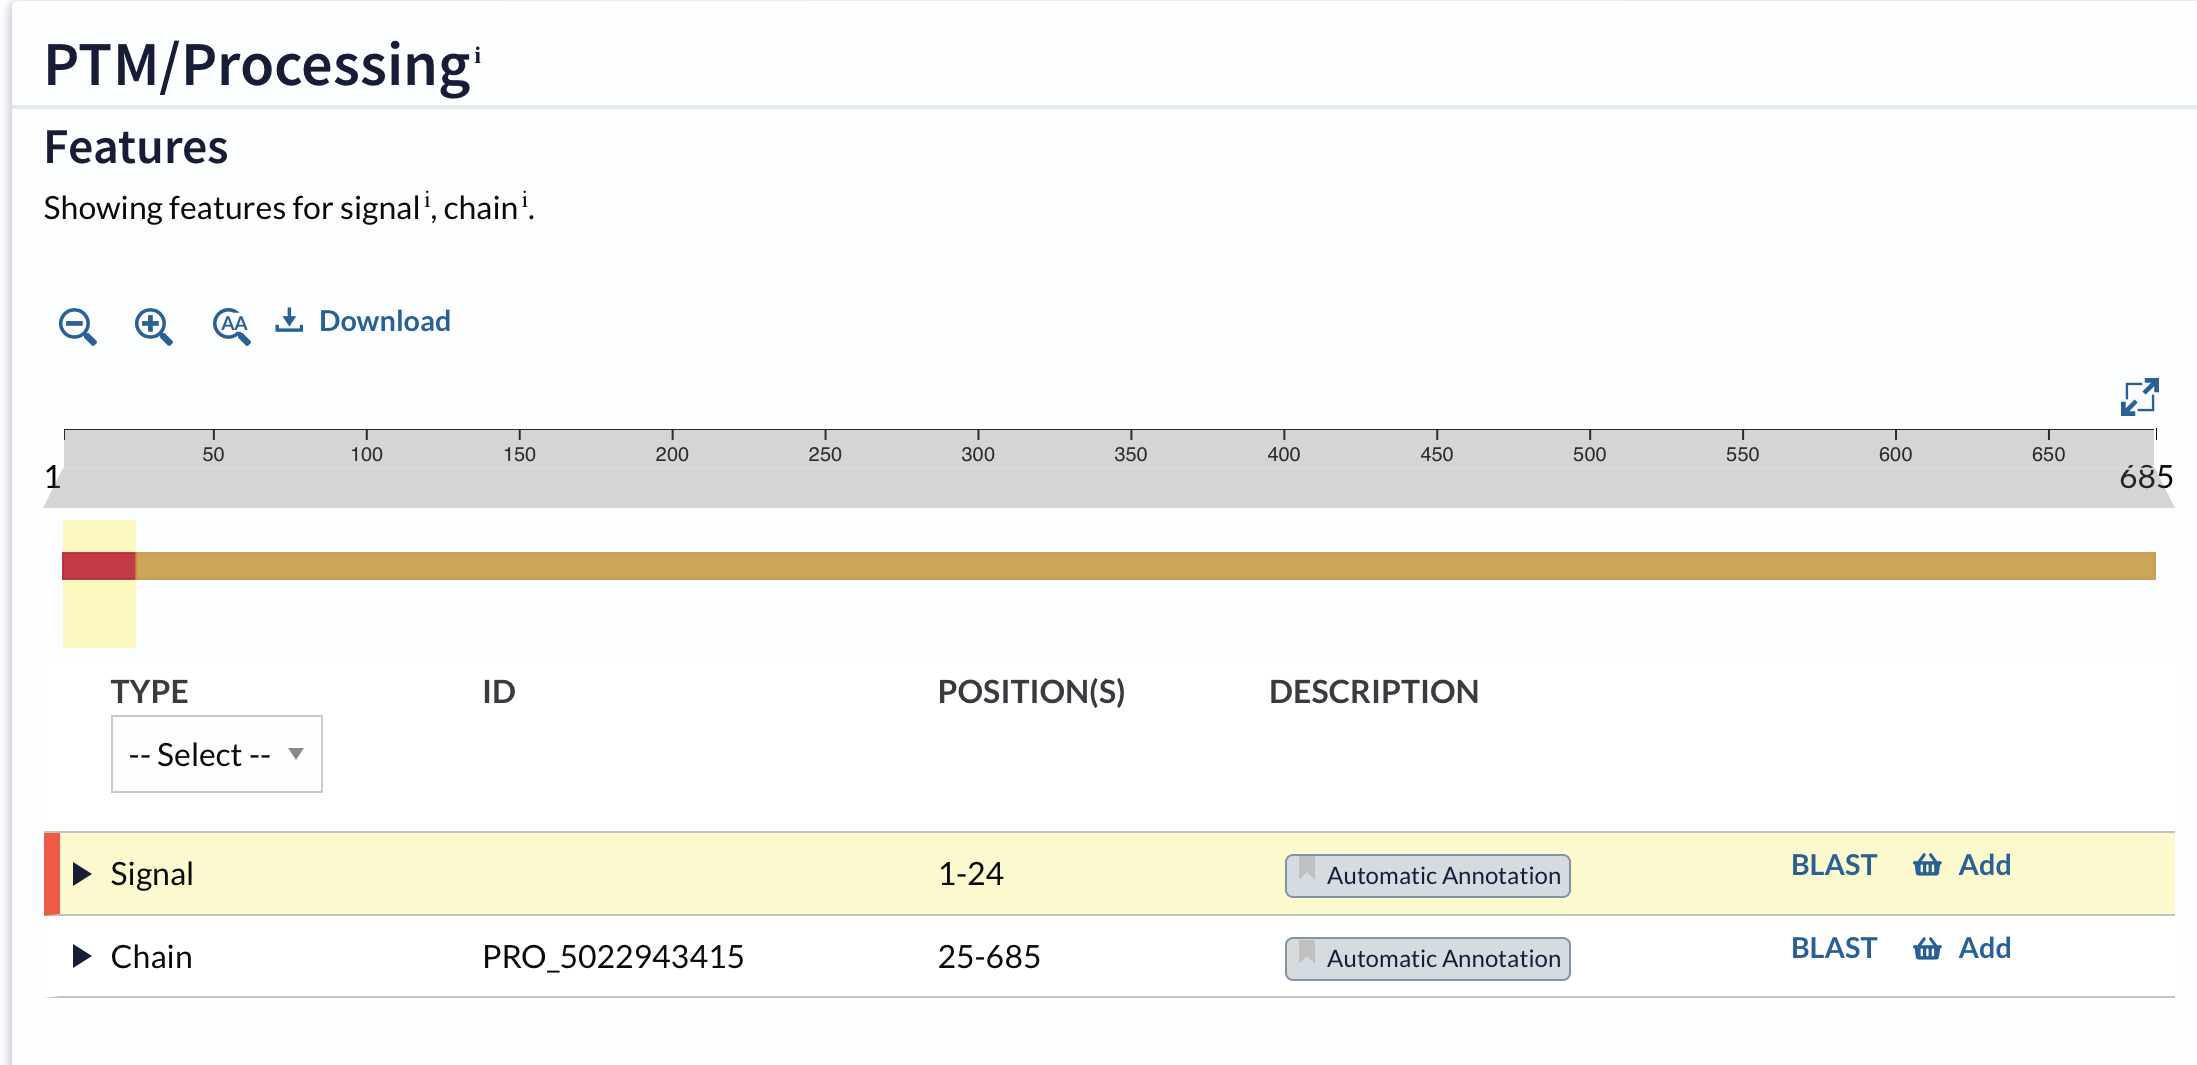 PTM/Processing i
Features
Showing features for signal i, chain i.
AA Download
50 100 150 200 250 300 350 400 450 500 550 600 650
1 685
TYPE ID POSITION(S) DESCRIPTION
-- Select --
Signal 1-24 Automatic Annotation BLAST Add
Chain PRO_5022943415 25-685 Automatic Annotation BLAST Add